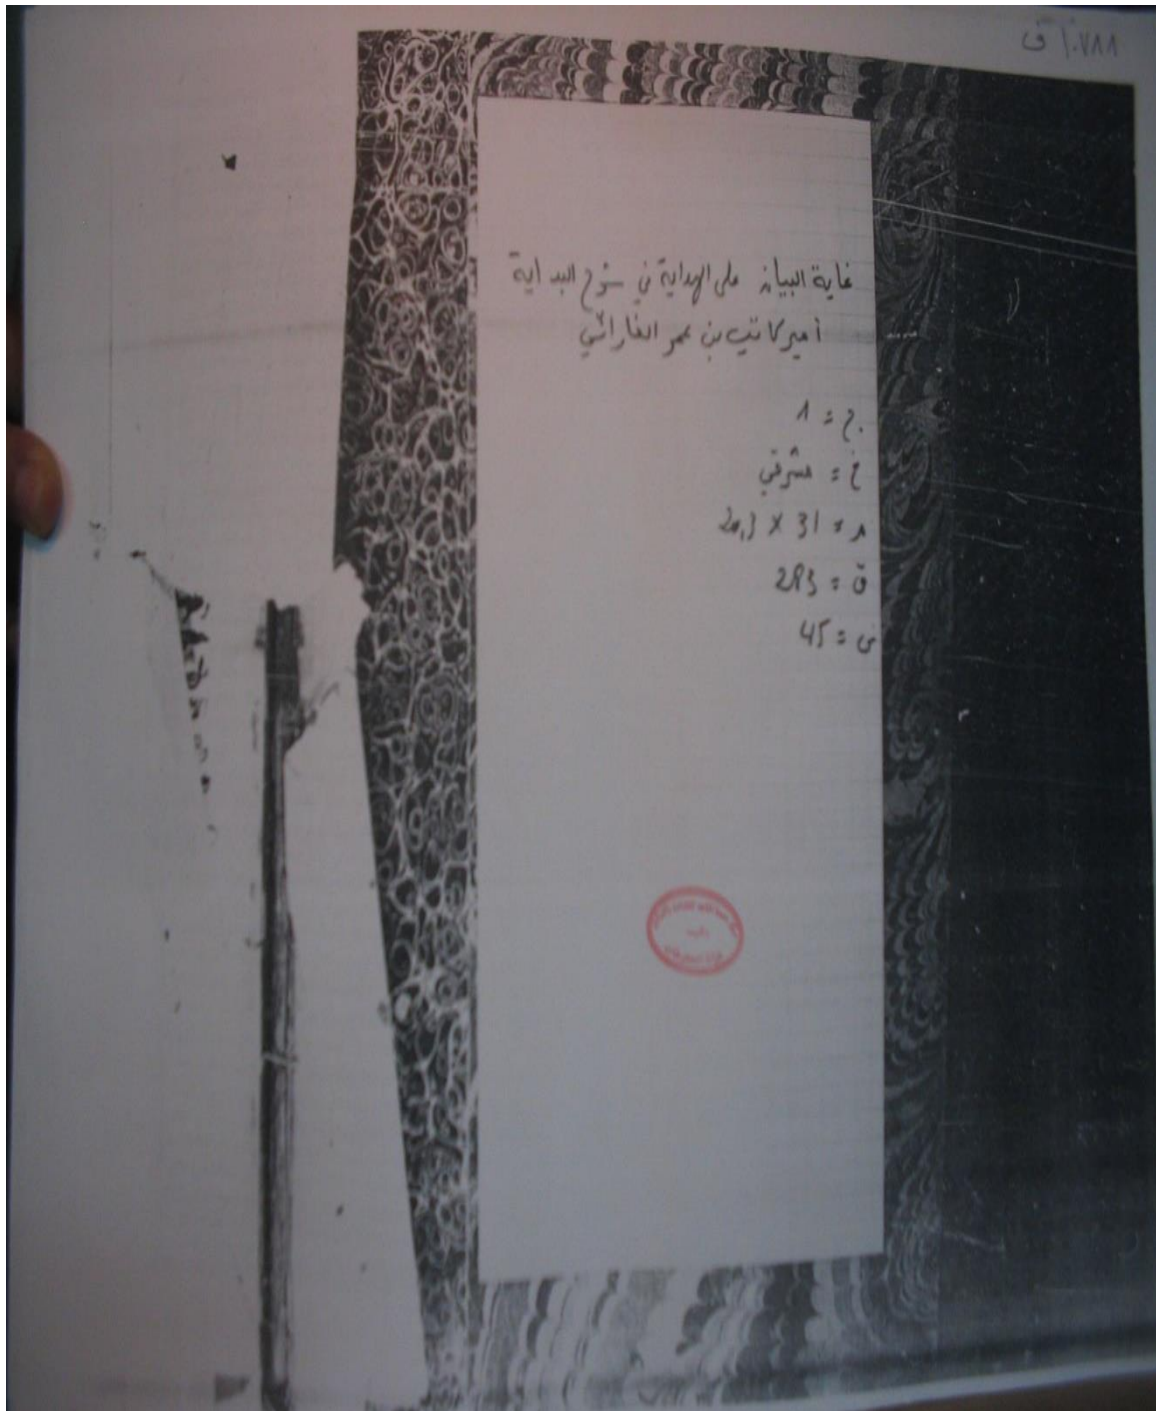 ١٠٧٨٨ ق
غاية البيان على الهداية في شرح البداية
أمير كاتب بن عمر الفارابي
ج = ١
خ = مشرقي
م = 31 X 20,3
ق = 283
س = 45